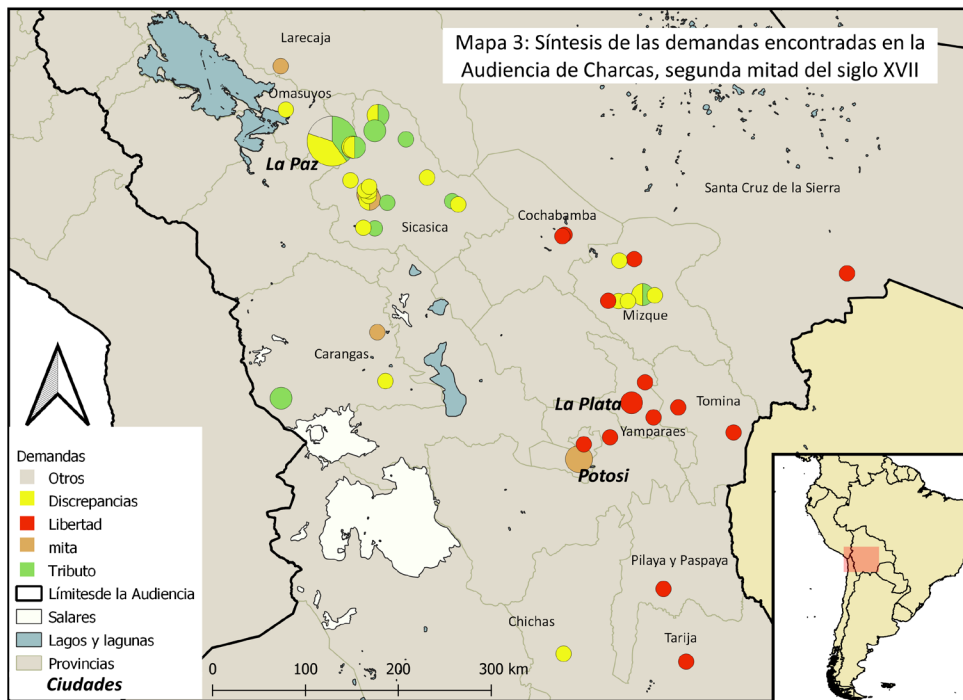 Mapa 3: Síntesis de las demandas encontradas en la
Audiencia de Charcas, segunda mitad del siglo XVII
Larecaja
Omasuyos
La Paz
Santa Cruz de la Sierra
Cochabamba
Sicasica
Mizque
Carangas
La Plata
Tomina
Yamparaes
Potosi
Pilaya y Paspaya
Chichas
Tarija
Demandas
Otros
Discrepancias
Libertad
mita
Tributo
Límitesde la Audiencia
Salares
Lagos y lagunas
Provincias
Ciudades
0 100 200 300 km